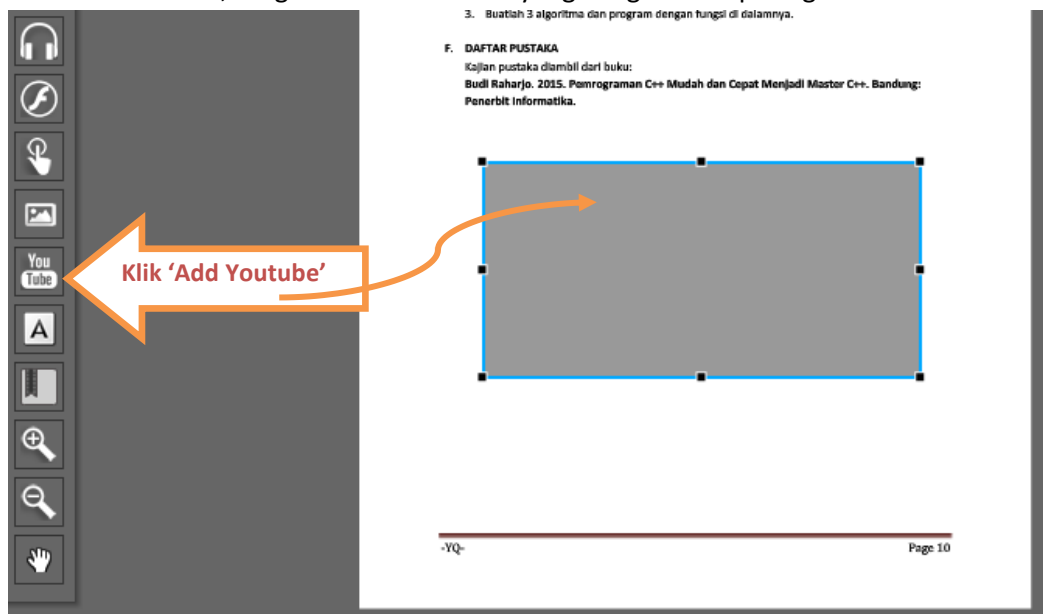 3. Buatlah 3 algoritma dan program dengan fungsi di dalamnya.
F. DAFTAR PUSTAKA
Kajian pustaka diambil dari buku:
Budi Raharjo. 2015. Pemrograman C++ Mudah dan Cepat Menjadi Master C++. Bandung:
Penerbit Informatika.
You
Tube
Klik ‘Add Youtube’
A
-YQ- Page 10